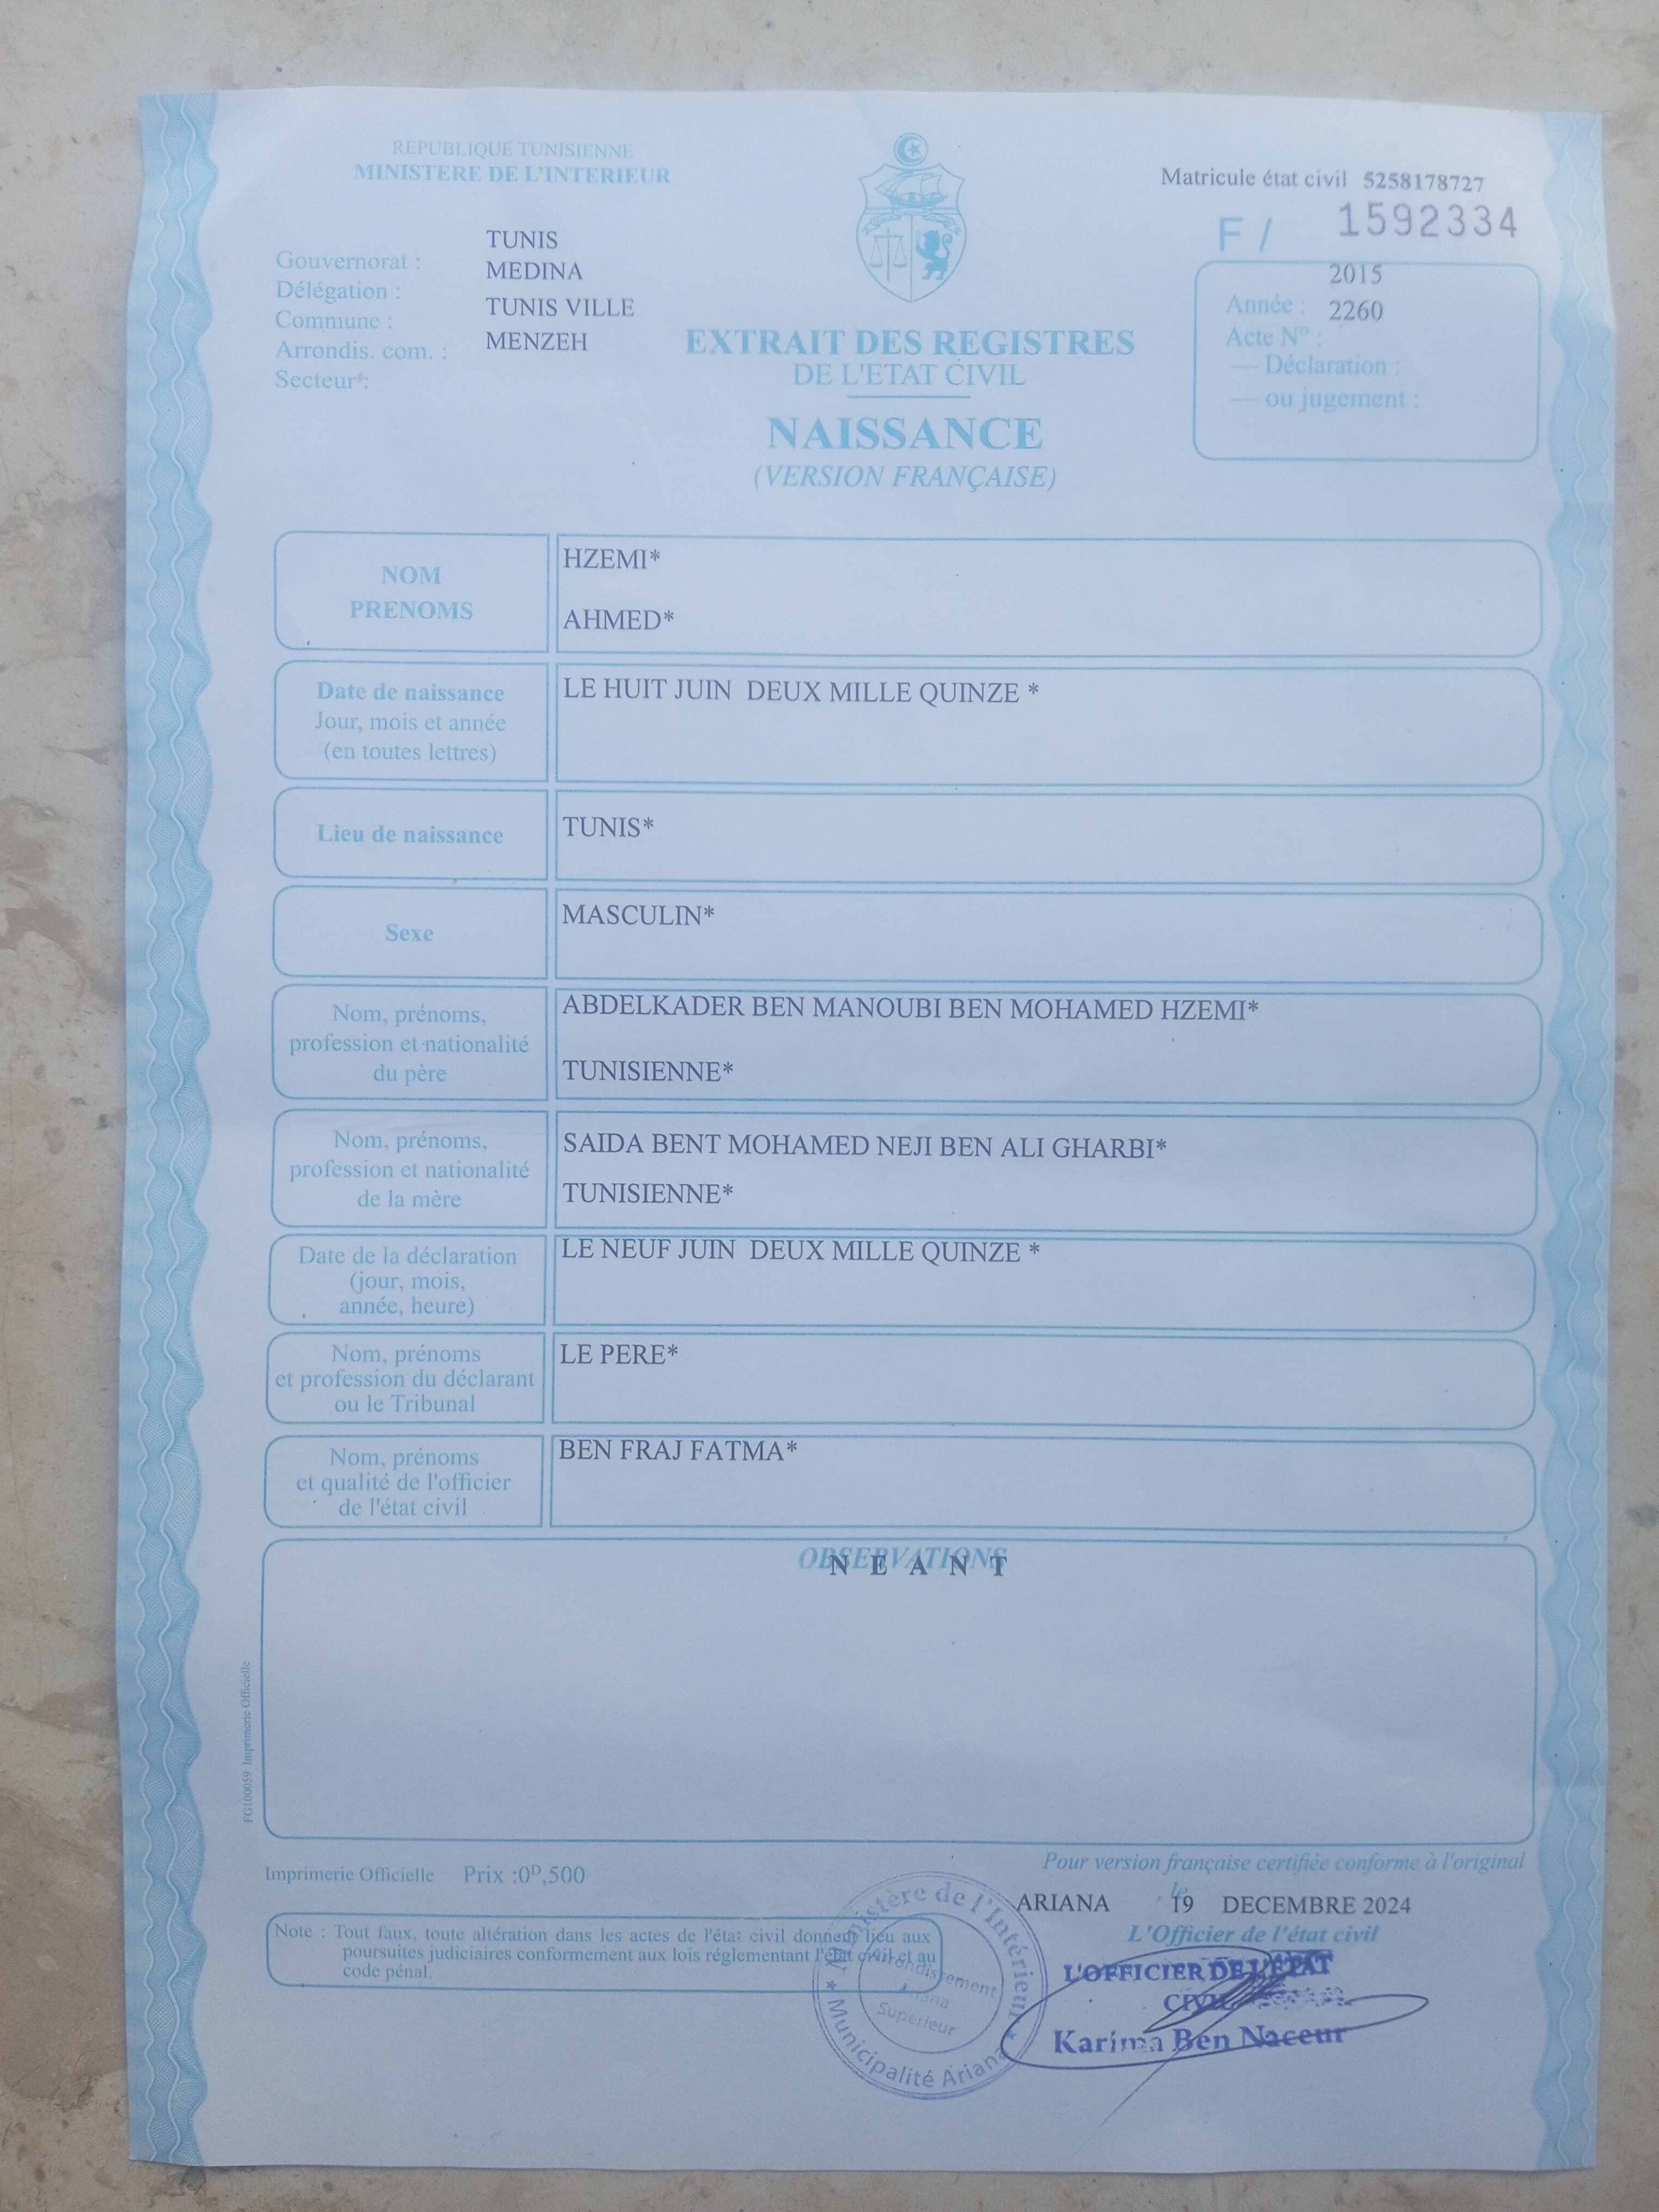 REPUBLIQUE TUNISIENNE
MINISTERE DE L'INTERIEUR
Matricule état civil 5258178727
F / 1592334
Gouvernorat : TUNIS
Délégation : MEDINA
Commune : TUNIS VILLE
Arrondis. com. : MENZEH
Secteur :
2015
Année : 2260
Acte N° :
— Déclaration :
— ou jugement :
EXTRAIT DES REGISTRES
DE L'ETAT CIVIL
NAISSANCE
(VERSION FRANÇAISE)
NOM
PRENOMS
HZEMI*
AHMED*
Date de naissance
Jour, mois et année
(en toutes lettres)
LE HUIT JUIN DEUX MILLE QUINZE *
Lieu de naissance
TUNIS*
Sexe
MASCULIN*
Nom, prénoms,
profession et nationalité
du père
ABDELKADER BEN MANOUBI BEN MOHAMED HZEMI*
TUNISIENNE*
Nom, prénoms,
profession et nationalité
de la mère
SAIDA BENT MOHAMED NEJI BEN ALI GHARBI*
TUNISIENNE*
Date de la déclaration
(jour, mois,
année, heure)
LE NEUF JUIN DEUX MILLE QUINZE *
Nom, prénoms
et profession du déclarant
ou le Tribunal
LE PERE*
Nom, prénoms
et qualité de l'officier
de l'état civil
BEN FRAJ FATMA*
OBSERVATIONS
N E A N T
FG100059 Imprimerie Officielle
Imprimerie Officielle Prix :0D,500
Pour version française certifiée conforme à l'original
ARIANA , le 19 DECEMBRE 2024
L'Officier de l'état civil
Note : Tout faux, toute altération dans les actes de l'état civil donnent lieu aux
poursuites judiciaires conformement aux lois réglementant l'état civil et au
code pénal.
Ministère de l'Intérieur
Arrondissement
Ariana
Superieur
Municipalité Ariana
L'OFFICIER DE L'ETAT
CIVIL
Karima Ben Naceur